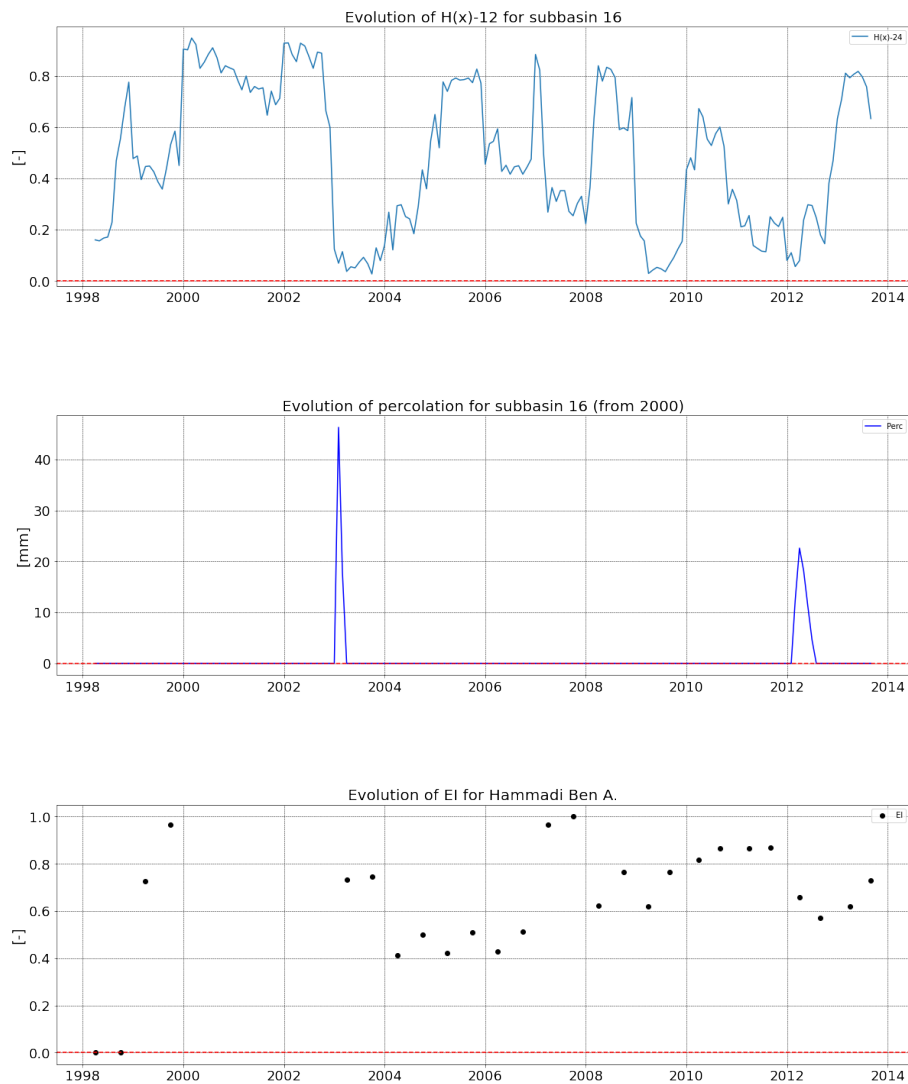 Evolution of H(x)-12 for subbasin 16
H(x)-24
[-]
0.8
0.6
0.4
0.2
0.0
1998 2000 2002 2004 2006 2008 2010 2012 2014
Evolution of percolation for subbasin 16 (from 2000)
Perc
[mm]
40
30
20
10
0
1998 2000 2002 2004 2006 2008 2010 2012 2014
Evolution of EI for Hammadi Ben A.
EI
[-]
1.0
0.8
0.6
0.4
0.2
0.0
1998 2000 2002 2004 2006 2008 2010 2012 2014